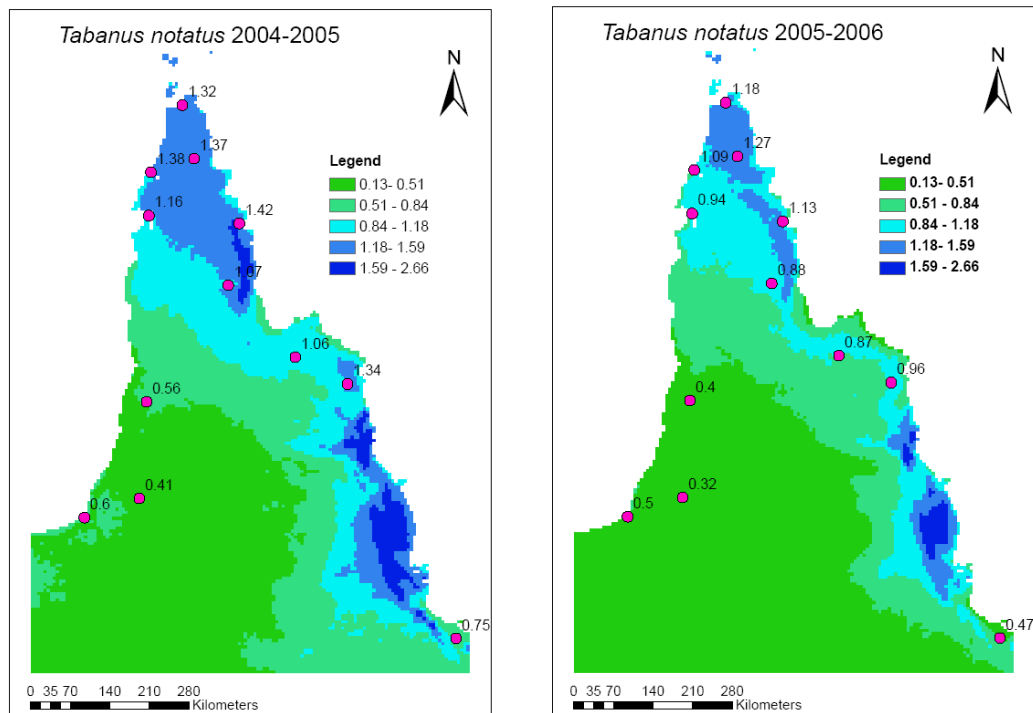 Tabanus notatus 2004-2005
N
1.32
1.37
1.38
Legend
0.13- 0.51
0.51 - 0.84
0.84 - 1.18
1.18- 1.59
1.59 - 2.66
1.16
1.42
1.07
1.06
1.34
0.56
0.41
0.6
0.75
0 35 70 140 210 280
Kilometers
Tabanus notatus 2005-2006
N
1.18
1.27
1.09
Legend
0.13- 0.51
0.51 - 0.84
0.84 - 1.18
1.18- 1.59
1.59 - 2.66
0.94
1.13
0.88
0.87
0.96
0.4
0.32
0.5
0.47
0 35 70 140 210 280
Kilometers